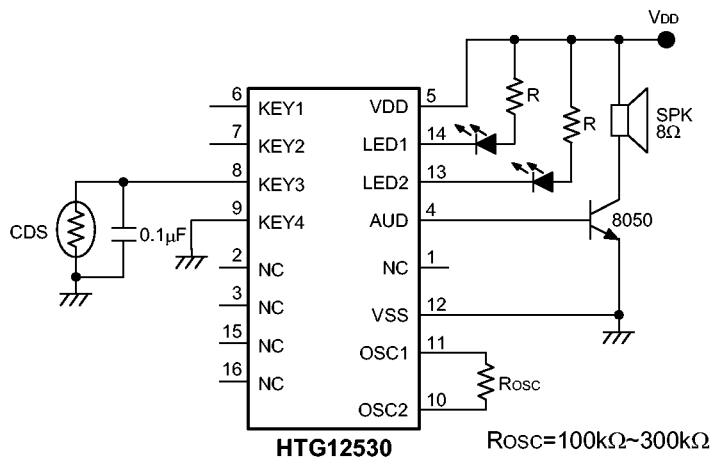 VDD
6 KEY1 VDD 5
R
SPK
8Ω
7 KEY2 LED1 14
R
8 KEY3 LED2 13
CDS
0.1μF
9 KEY4 AUD 4
8050
2 NC NC 1
3 NC VSS 12
15 NC OSC1 11
16 NC OSC2 10
ROSC
HTG12530
ROSC=100kΩ~300kΩ